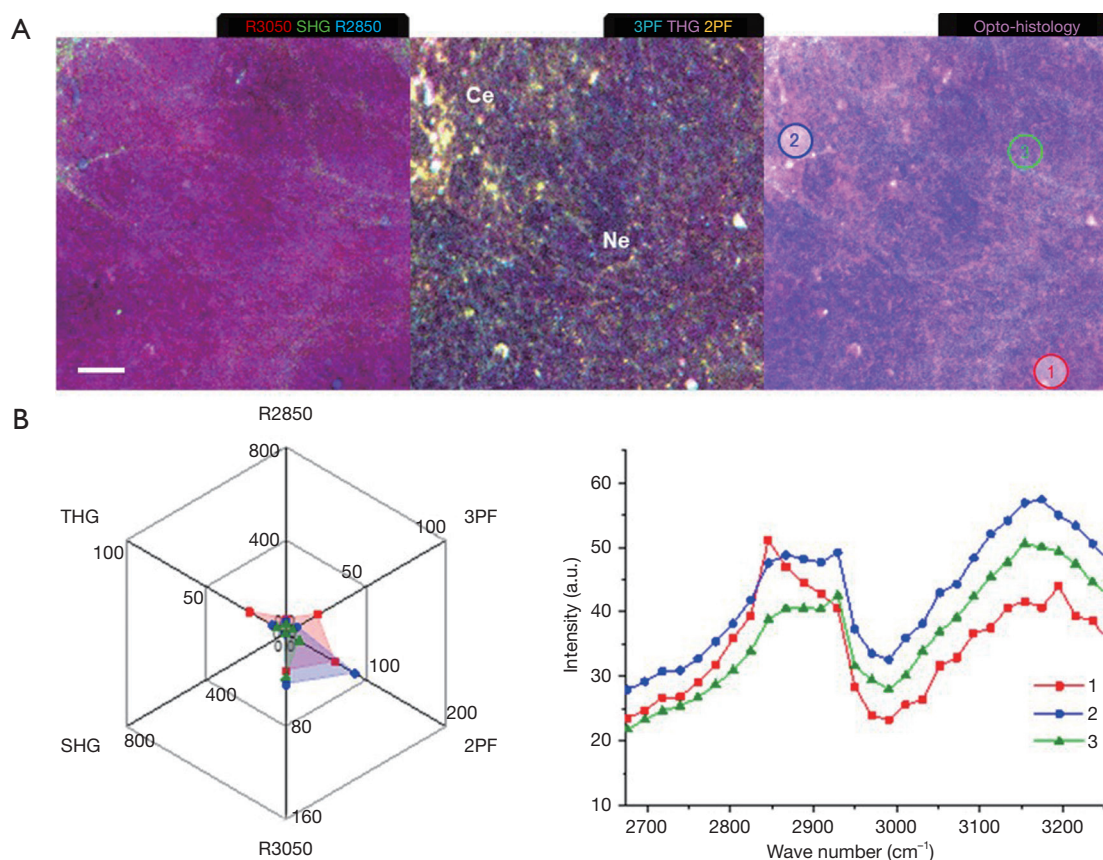 A
R3050 SHG R2850
3PF THG 2PF
Opto-histology
Ce
Ne
2
3
1
B
R2850
800
THG
3PF
100
100
400
50
50
0
100
400
80
800
200
SHG
2PF
160
R3050
Intensity (a.u.)
60
50
40
30
20
10
1
2
3
2700 2800 2900 3000 3100 3200
Wave number (cm⁻¹)